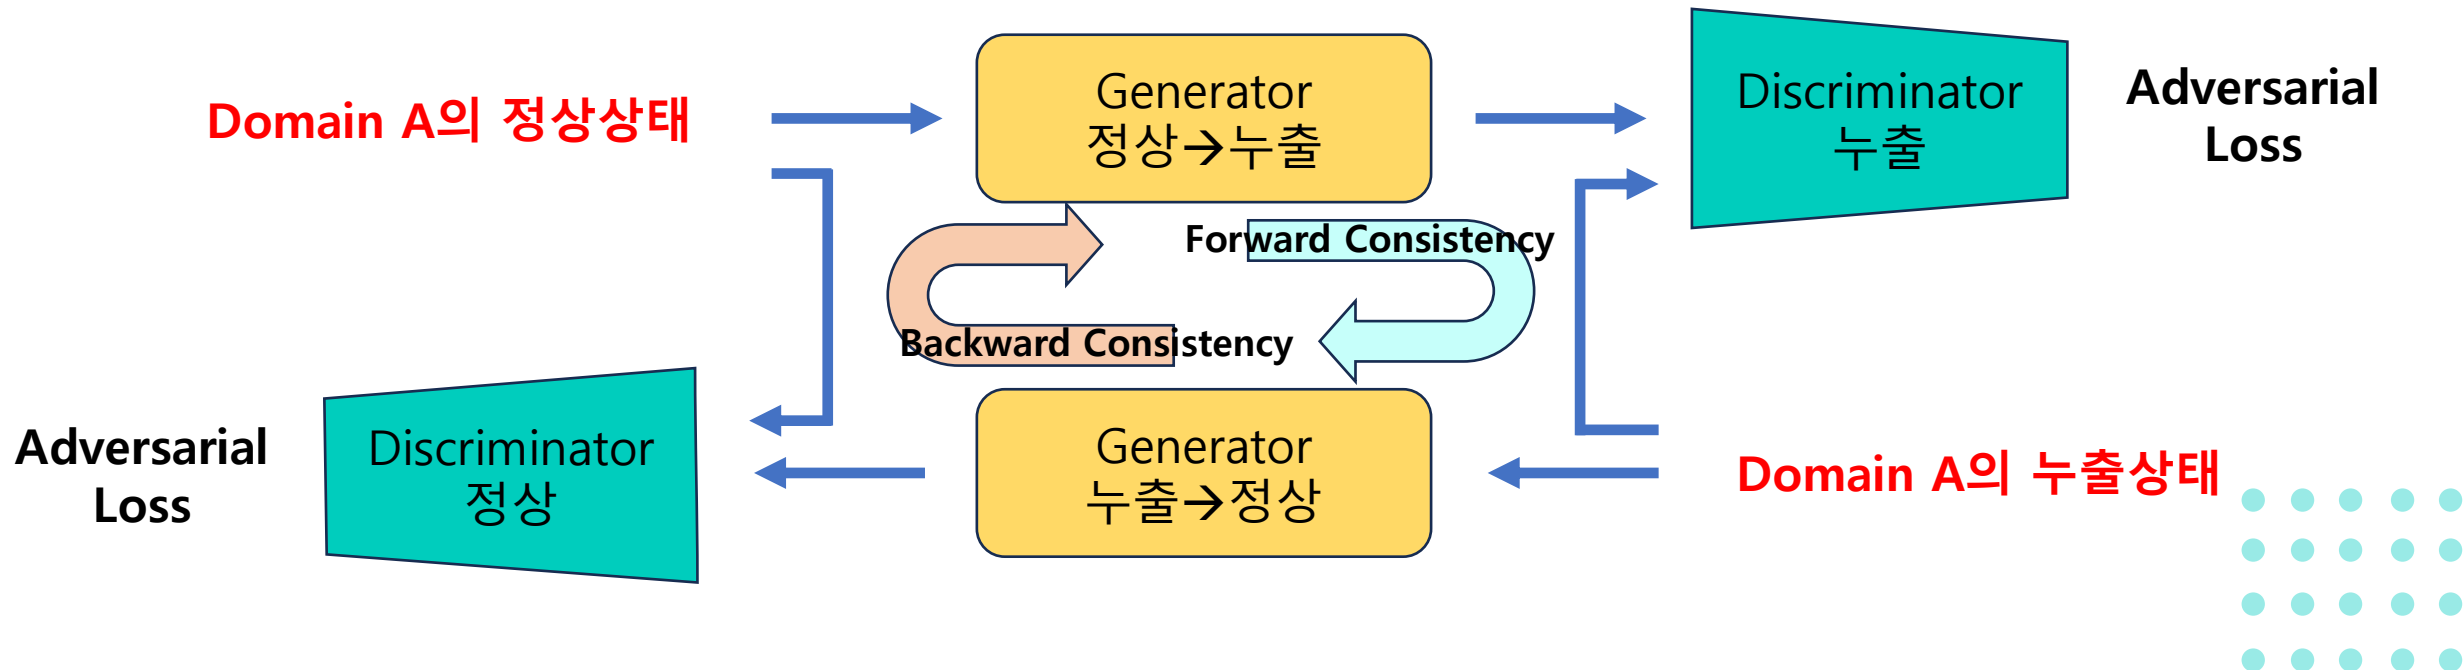 Domain A의 정상상태
Generator
정상→누출
Discriminator
누출
Adversarial
Loss
Forward Consistency
Backward Consistency
Adversarial
Loss
Discriminator
정상
Generator
누출→정상
Domain A의 누출상태